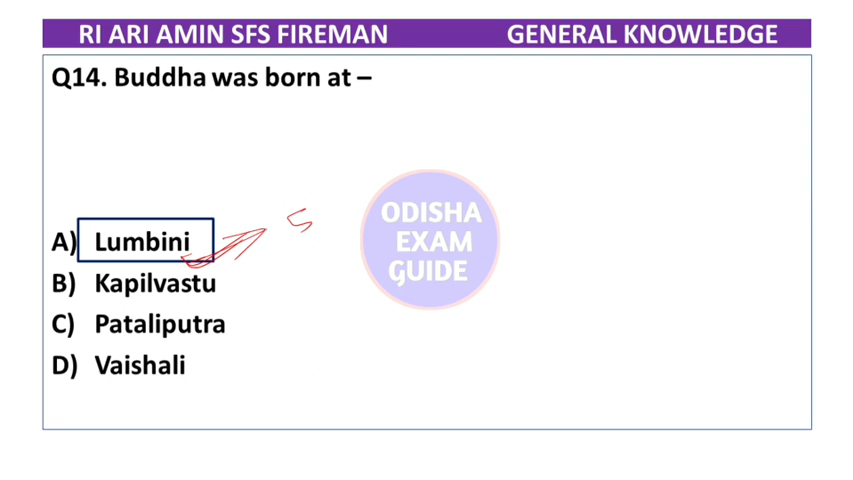 RI ARI AMIN SFS FIREMAN GENERAL KNOWLEDGE
Q14. Buddha was born at –
ODISHA
EXAM
GUIDE
A) Lumbini
B) Kapilvastu
C) Pataliputra
D) Vaishali